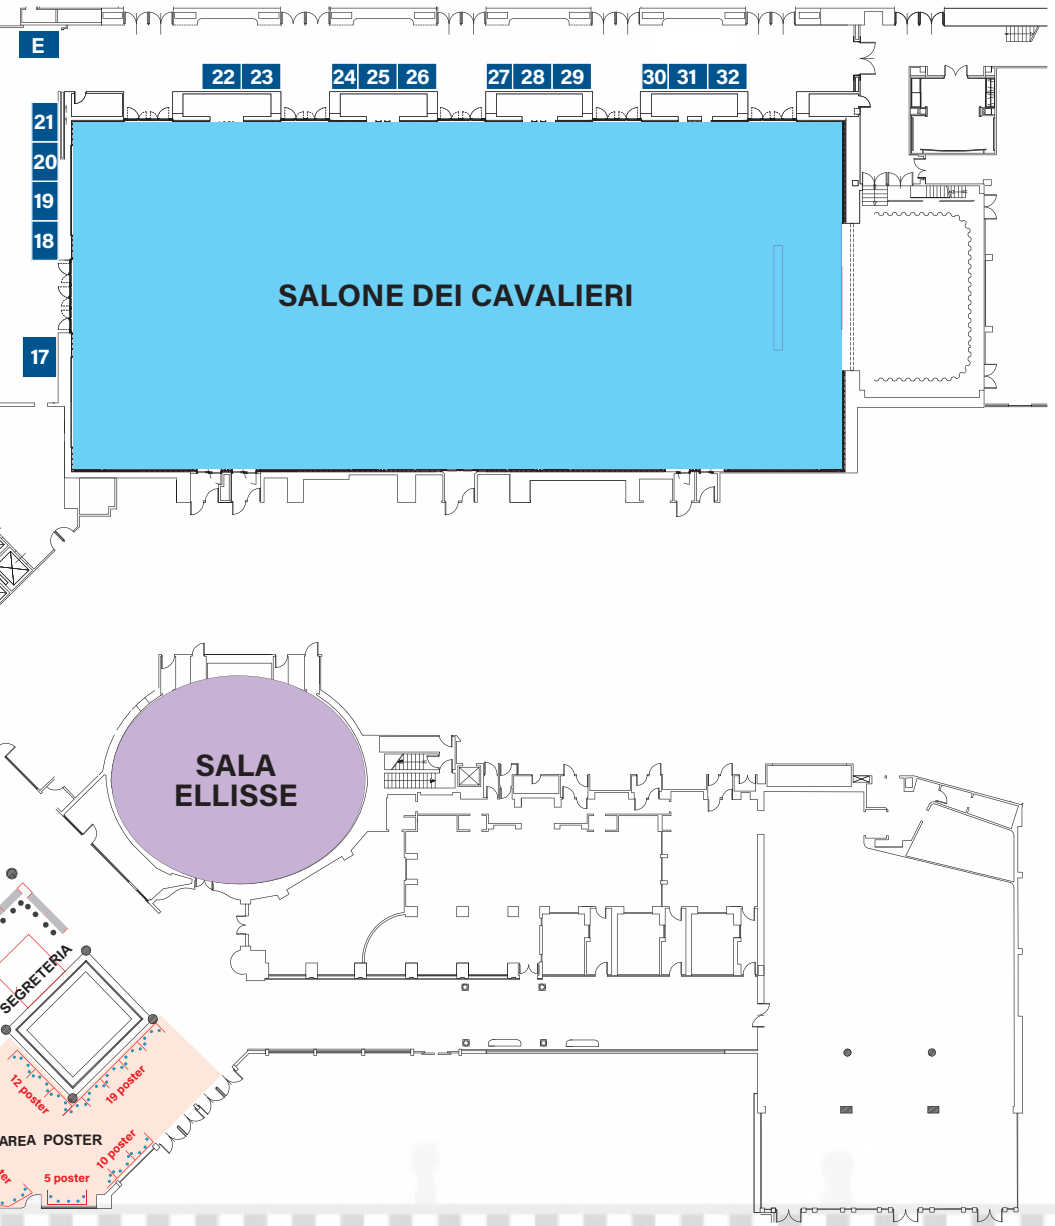 E
22 23
24 25 26
27 28 29
30 31 32
21
20
19
18
17
SALONE DEI CAVALIERI
SALA
ELLISSE
SEGRETERIA
12 poster
19 poster
AREA POSTER
10 poster
5 poster